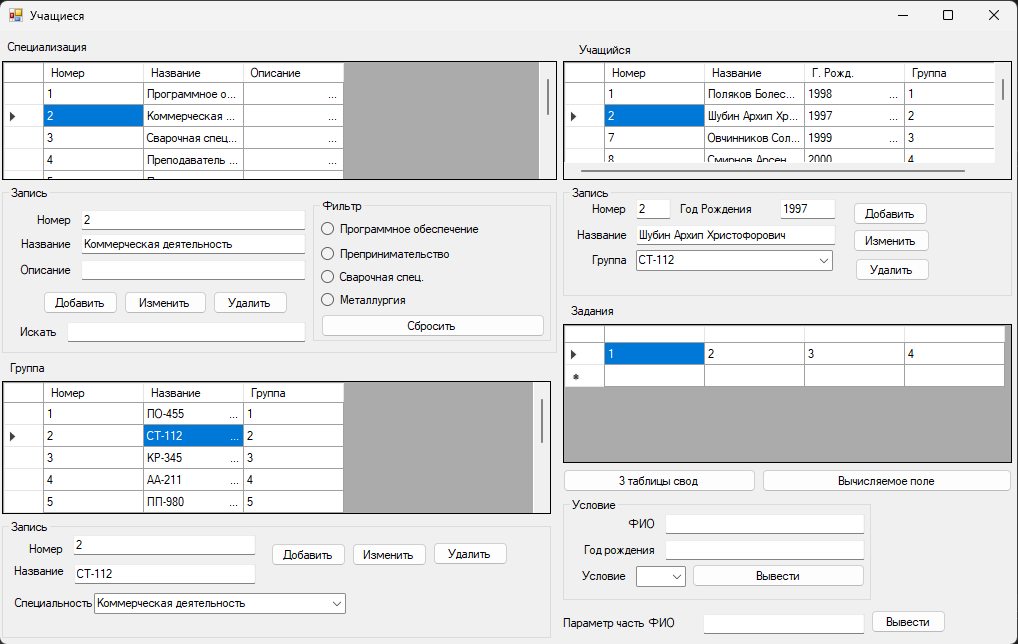 Учащиеся
Специализация
Номер Название Описание
1 Программное о... ...
2 Коммерческая ... ...
3 Сварочная спец... ...
4 Преподаватель ... ...
Запись
Номер 2
Название Коммерческая деятельность
Описание
Добавить Изменить Удалить
Искать
Фильтр
Программное обеспечение
Препринимательство
Сварочная спец.
Металлургия
Сбросить
Группа
Номер Название Группа
1 ПО-455 ... 1
2 СТ-112 ... 2
3 КР-345 ... 3
4 АА-211 ... 4
5 ПП-980 ... 5
Запись
Номер 2
Название СТ-112
Добавить Изменить Удалить
Специальность Коммерческая деятельность
Учащийся
Номер Название Г. Рожд. Группа
1 Поляков Болес... 1998 ... 1
2 Шубин Архип Хр... 1997 ... 2
7 Овчинников Сол... 1999 ... 3
8 Смирнов Арсен... 2000 ... 4
Запись
Номер 2 Год Рождения 1997 Добавить
Название Шубин Архип Христофорович Изменить
Группа СТ-112 Удалить
Задания
1 2 3 4
3 таблицы свод Вычисляемое поле
Условие
ФИО
Год рождения
Условие Вывести
Параметр часть ФИО Вывести